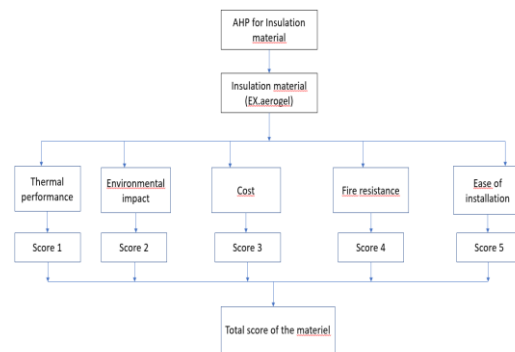 AHP for Insulation
material
Insulation material
(EX.aerogel)
Thermal
performance
Environmental
impact
Cost
Fire resistance
Ease of
installation
Score 1
Score 2
Score 3
Score 4
Score 5
Total score of the materiel